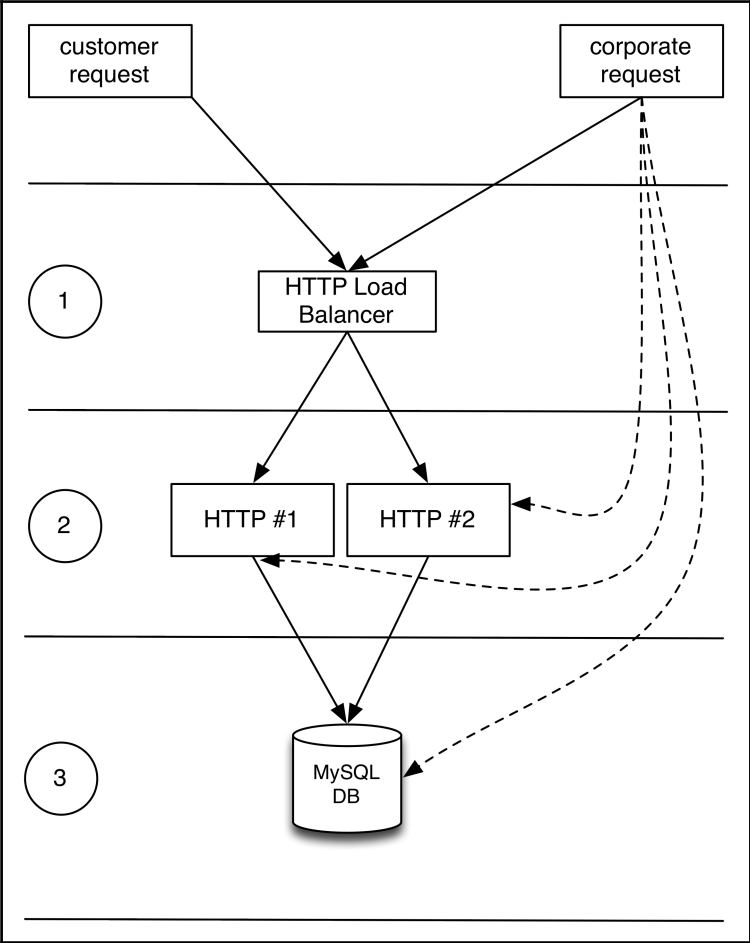 customer
request
corporate
request
1
HTTP Load
Balancer
2
HTTP #1
HTTP #2
3
MySQL
DB